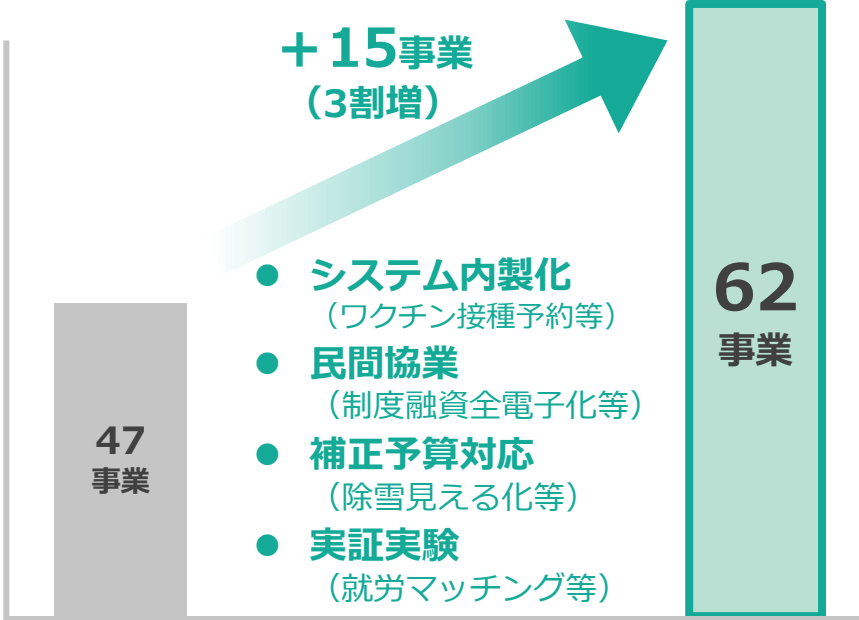 ＋15事業
（3割増）
● システム内製化
（ワクチン接種予約等）
● 民間協業
（制度融資全電子化等）
● 補正予算対応
（除雪見える化等）
● 実証実験
（就労マッチング等）
47
事業
62
事業